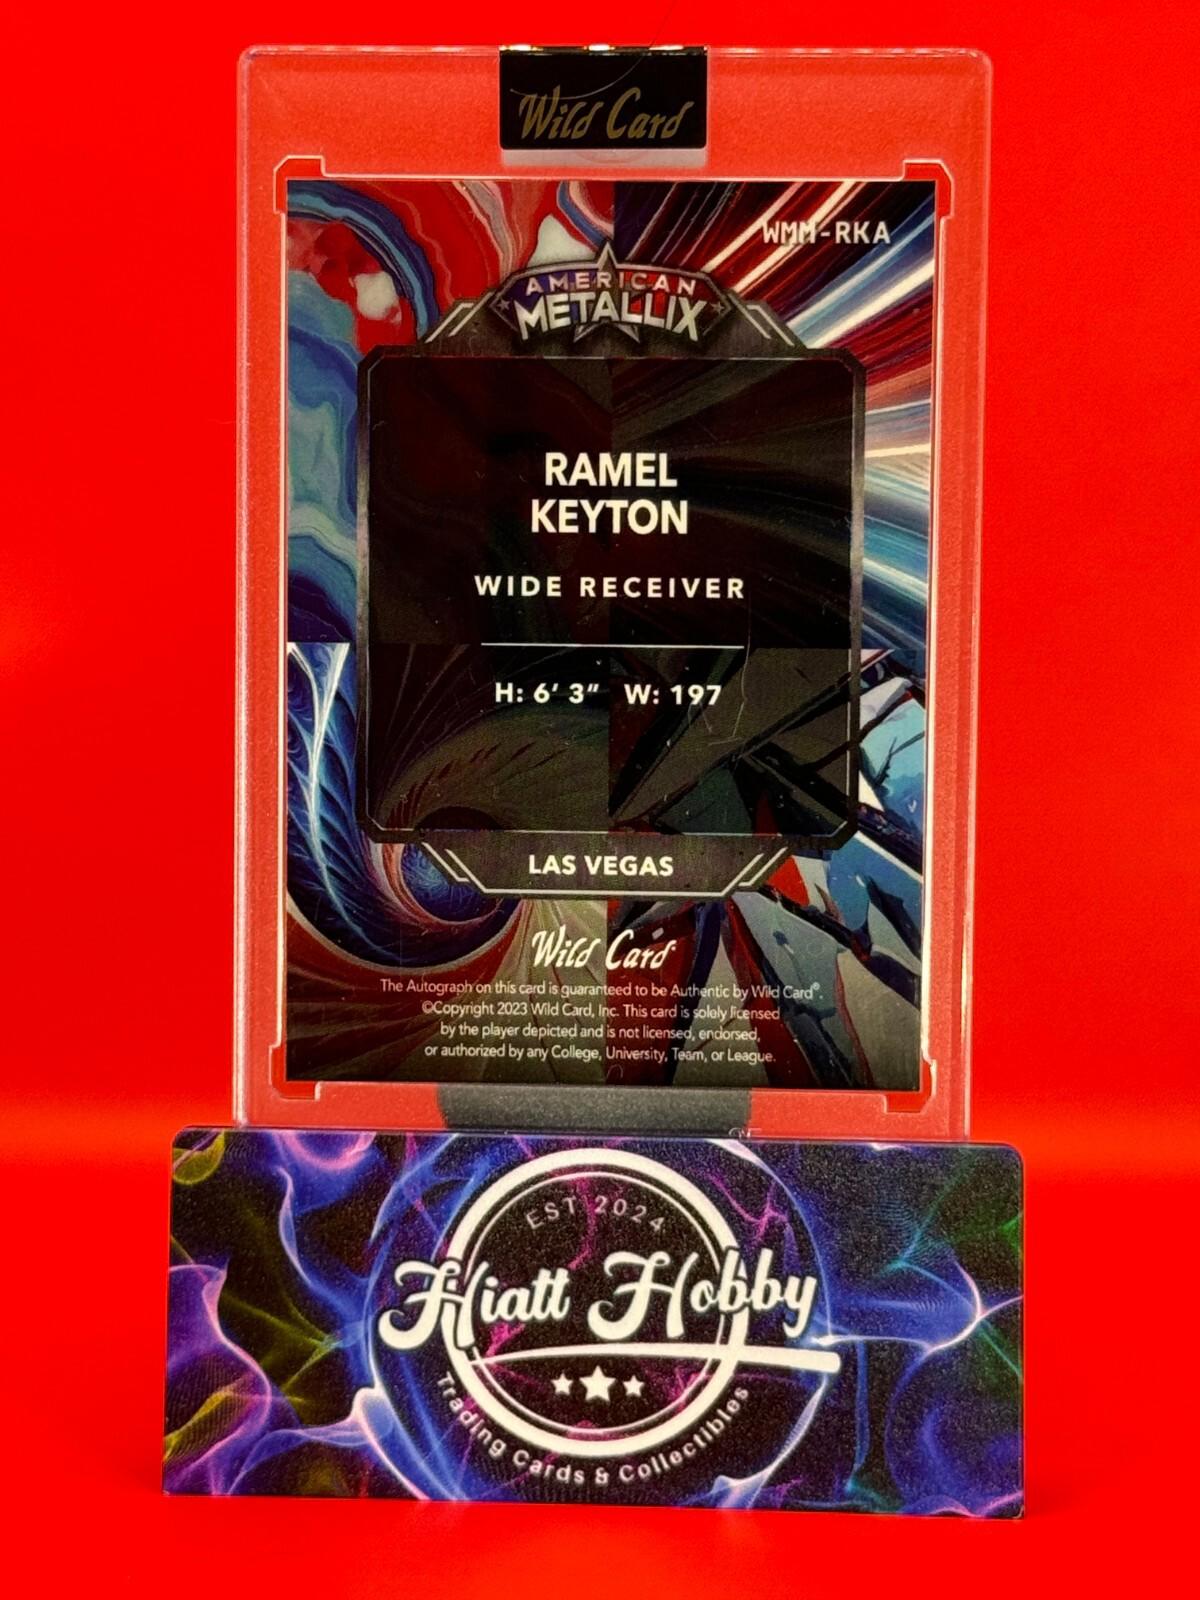 Wild Card
WMM-RKA
AMERICAN
METALLIX
RAMEL
KEYTON
WIDE RECEIVER
H: 6' 3" W: 197
LAS VEGAS
Wild Card
The Autograph on this card is guaranteed to be Authentic by Wild Card®.
©Copyright 2023 Wild Card, Inc. This card is solely licensed
by the player depicted and is not licensed, endorsed,
or authorized by any College, University, Team, or League.
EST 2024
Hiatt Hobby
Trading Cards & Collectibles